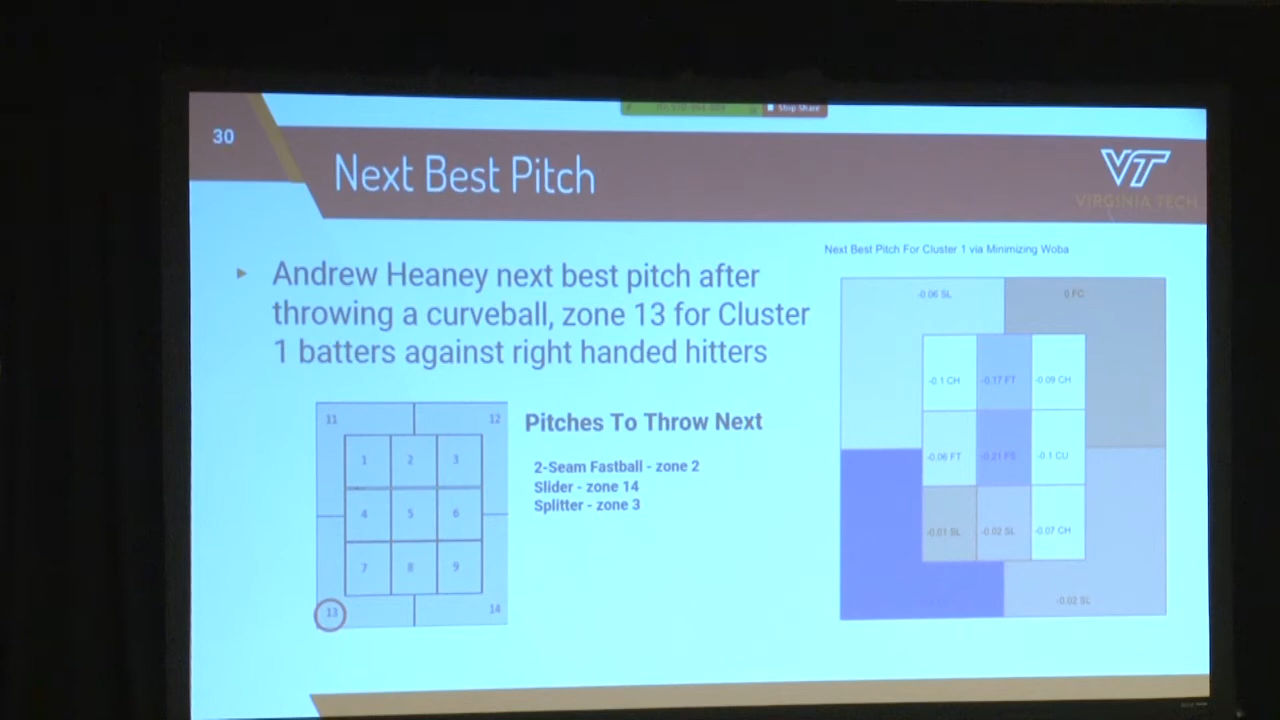 30
Next Best Pitch
VT
VIRGINIA TECH
Stop Share
▸ Andrew Heaney next best pitch after
throwing a curveball, zone 13 for Cluster
1 batters against right handed hitters
11
12
1 2 3
4 5 6
7 8 9
13
14
Pitches To Throw Next
2-Seam Fastball - zone 2
Slider - zone 14
Splitter - zone 3
Next Best Pitch For Cluster 1 via Minimizing Woba
-0.06 SL
0 FC
-0.1 CH -0.17 FT -0.09 CH
-0.06 FT -0.21 FS -0.1 CU
-0.01 SL -0.02 SL -0.07 CH
-0.02 SL